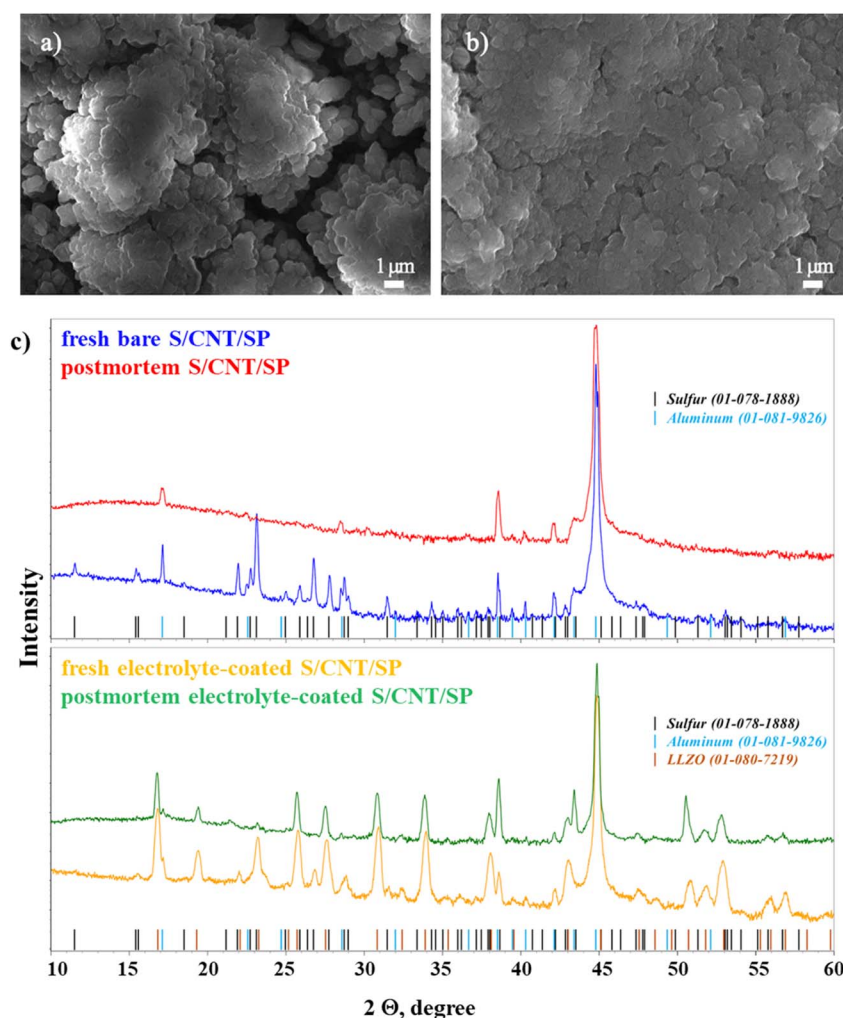 a)
b)
1 μm
1 μm
c)
fresh bare S/CNT/SP
postmortem S/CNT/SP
Sulfur (01-078-1888)
Aluminum (01-081-9826)
Intensity
fresh electrolyte-coated S/CNT/SP
postmortem electrolyte-coated S/CNT/SP
Sulfur (01-078-1888)
Aluminum (01-081-9826)
LLZO (01-080-7219)
10 15 20 25 30 35 40 45 50 55 60
2 Θ, degree